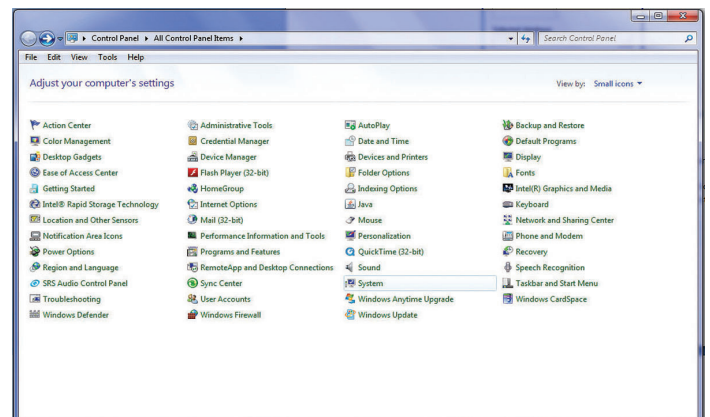 Control Panel ▸ All Control Panel Items ▸
Search Control Panel
File Edit View Tools Help
Adjust your computer's settings
View by: Small icons
Action Center Administrative Tools AutoPlay Backup and Restore
Color Management Credential Manager Date and Time Default Programs
Desktop Gadgets Device Manager Devices and Printers Display
Ease of Access Center Flash Player (32-bit) Folder Options Fonts
Getting Started HomeGroup Indexing Options Intel(R) Graphics and Media
Intel® Rapid Storage Technology Internet Options Java Keyboard
Location and Other Sensors Mail (32-bit) Mouse Network and Sharing Center
Notification Area Icons Performance Information and Tools Personalization Phone and Modem
Power Options Programs and Features QuickTime (32-bit) Recovery
Region and Language RemoteApp and Desktop Connections Sound Speech Recognition
SRS Audio Control Panel Sync Center System Taskbar and Start Menu
Troubleshooting User Accounts Windows Anytime Upgrade Windows CardSpace
Windows Defender Windows Firewall Windows Update